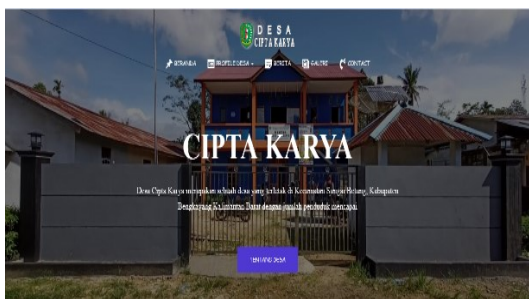 DESA
CIPTA KARYA
BERANDA PROFILE DESA BERITA GALERI CONTACT
CIPTA KARYA
Desa Cipta Karya merupakan sebuah desa yang terletak di Kecamatan Sungai Betung, Kabupaten
Bengkayang Kalimantan Barat dengan jumlah penduduk mencapai
TENTANG DESA